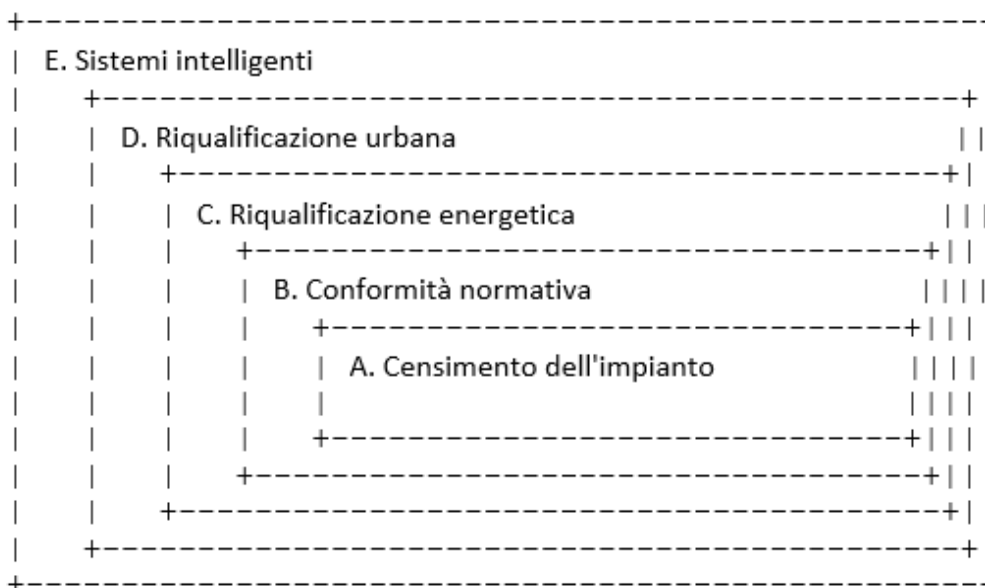 E. Sistemi intelligenti
D. Riqualificazione urbana
C. Riqualificazione energetica
B. Conformità normativa
A. Censimento dell'impianto